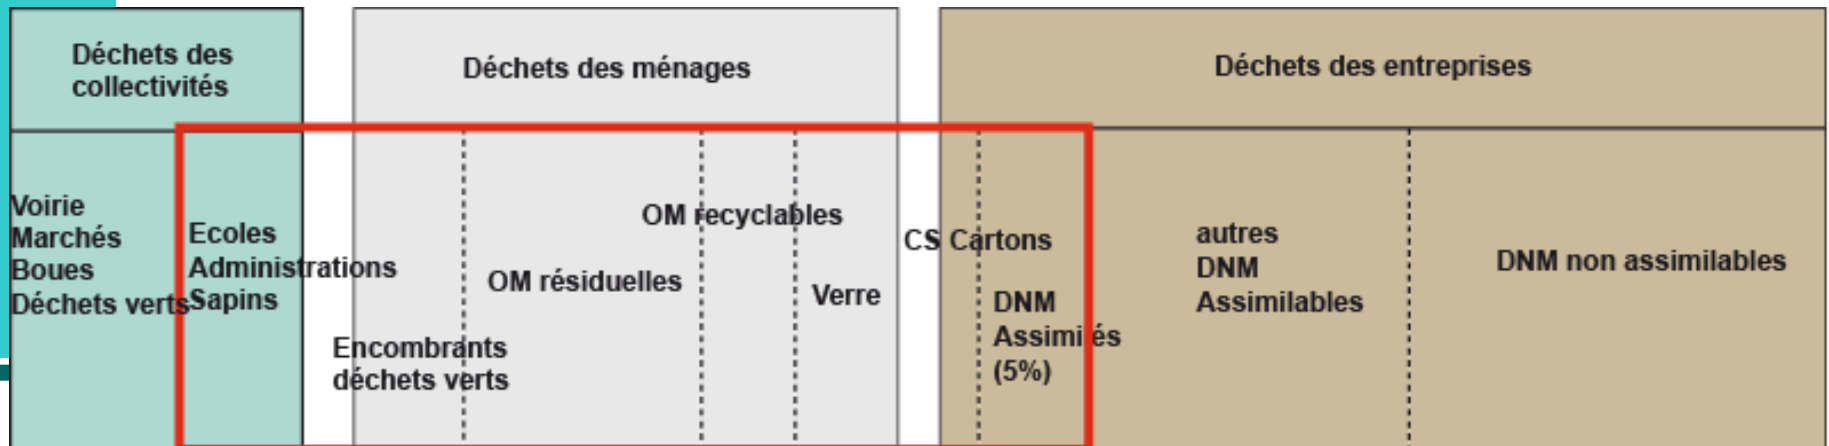 Déchets des
collectivités
Déchets des ménages
Déchets des entreprises
Voirie
Marchés
Boues
Déchets verts
Ecoles
Administrations
Sapins
Encombrants
déchets verts
OM résiduelles
OM recyclables
Verre
CS Cartons
DNM
Assimilés
(5%)
autres
DNM
Assimilables
DNM non assimilables